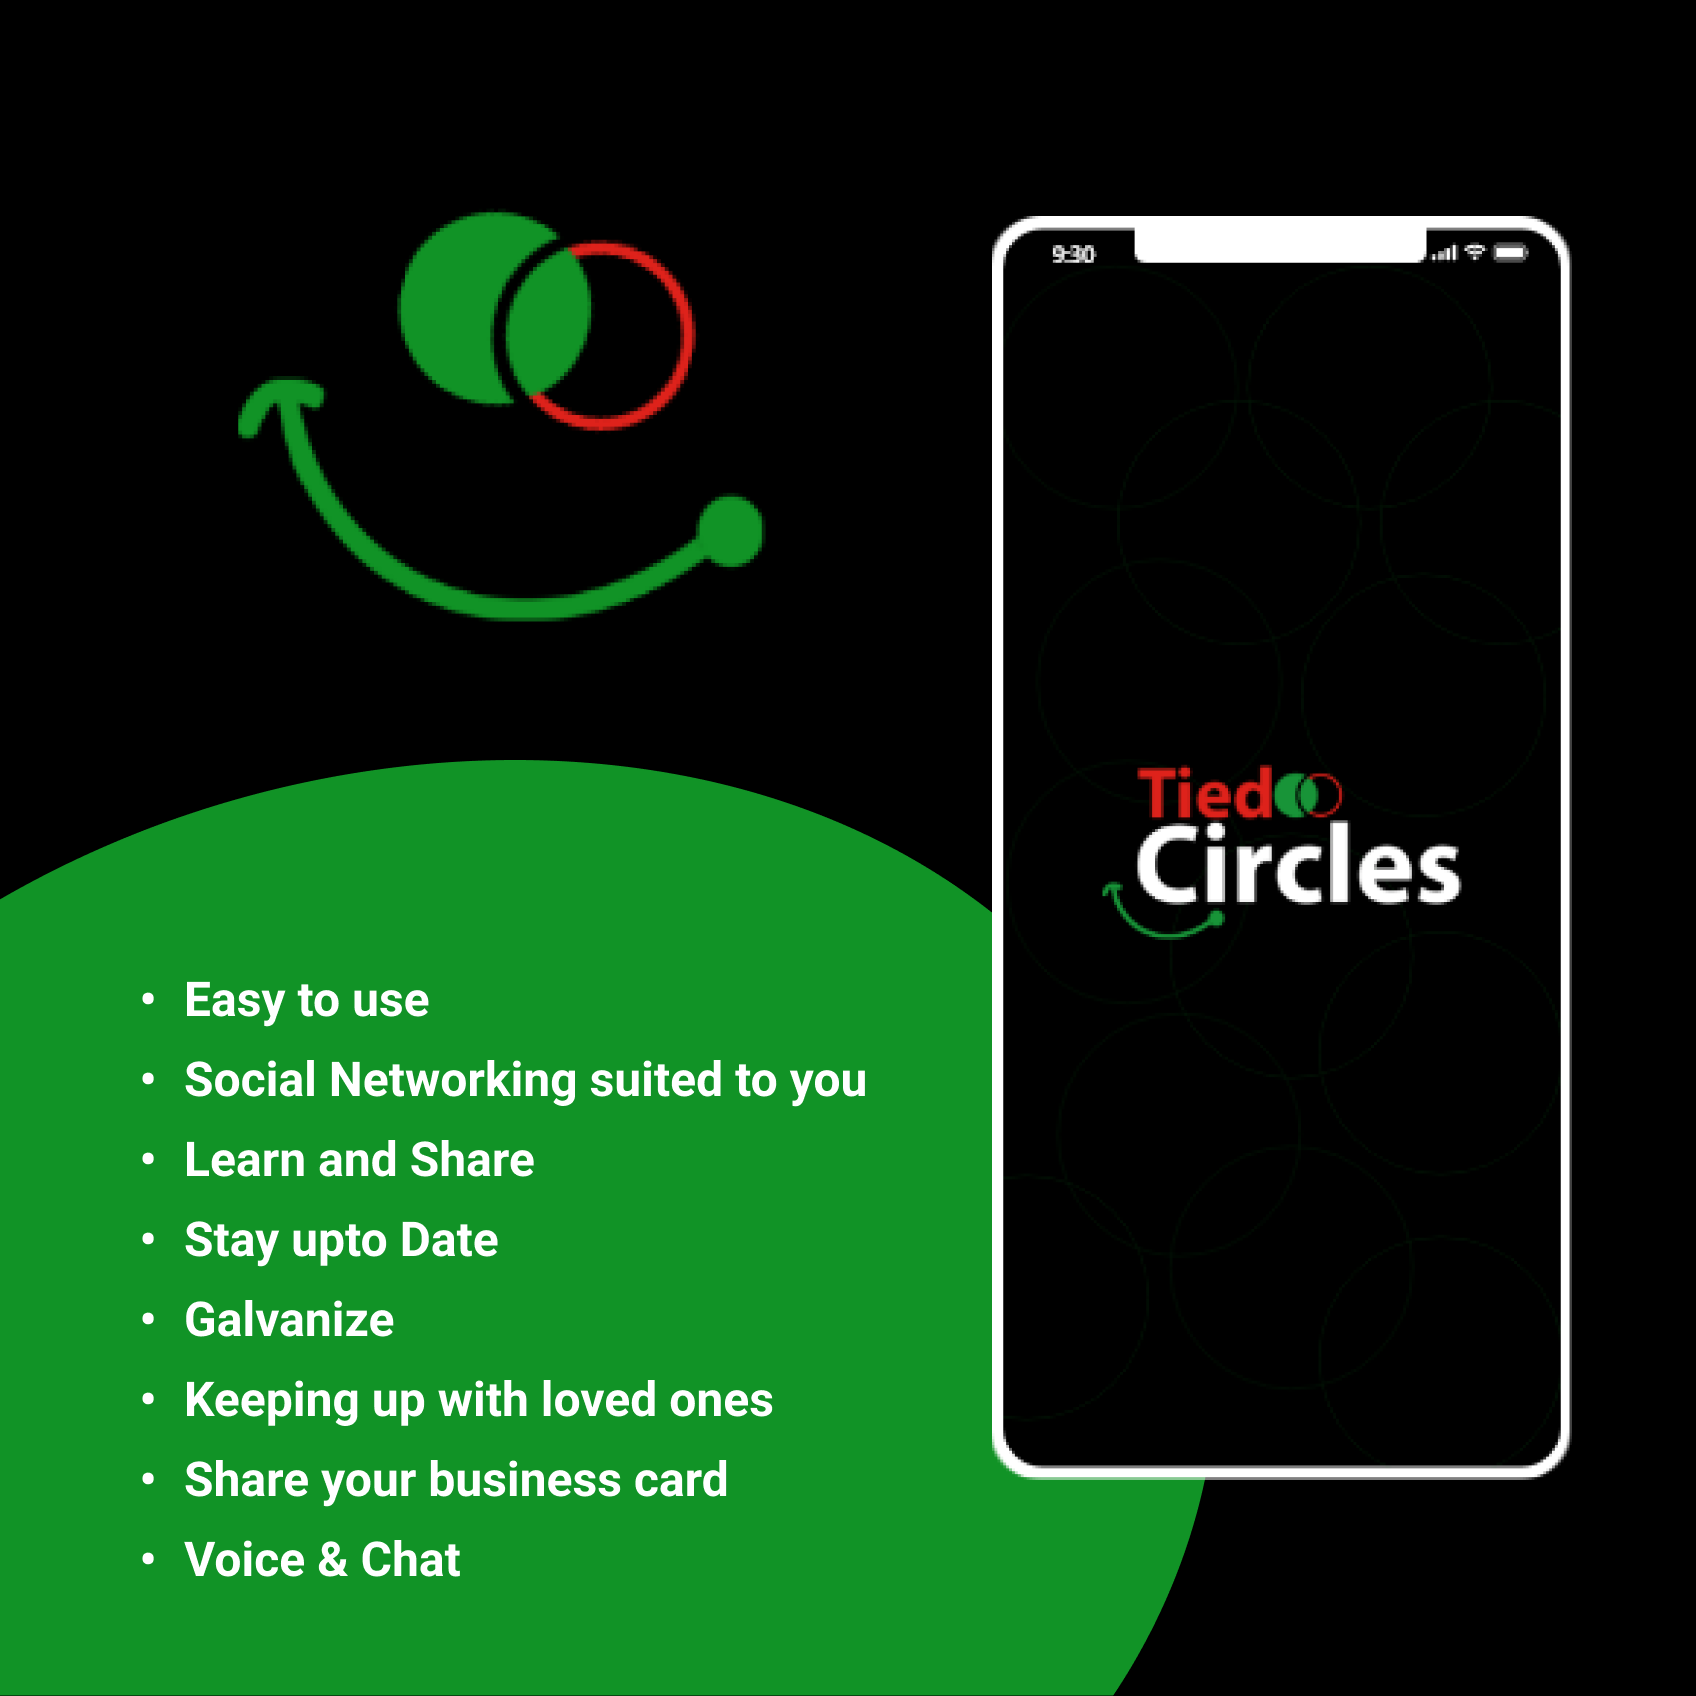 9:30
Tied
Circles
• Easy to use
• Social Networking suited to you
• Learn and Share
• Stay upto Date
• Galvanize
• Keeping up with loved ones
• Share your business card
• Voice & Chat